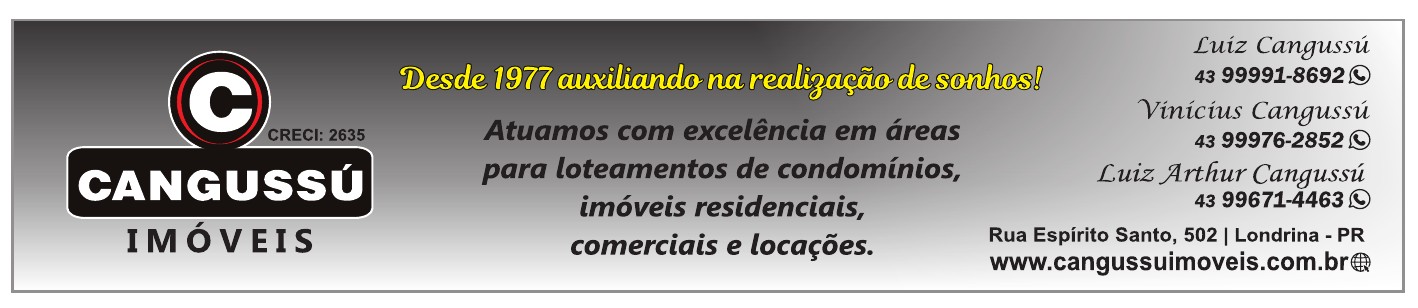 C
CRECI: 2635
CANGUSSÚ
IMÓVEIS
Desde 1977 auxiliando na realização de sonhos!
Atuamos com excelência em áreas
para loteamentos de condomínios,
imóveis residenciais,
comerciais e locações.
Luiz Cangussú
43 99991-8692
Vinícius Cangussú
43 99976-2852
Luiz Arthur Cangussú
43 99671-4463
Rua Espírito Santo, 502 | Londrina - PR
www.cangussuimoveis.com.br